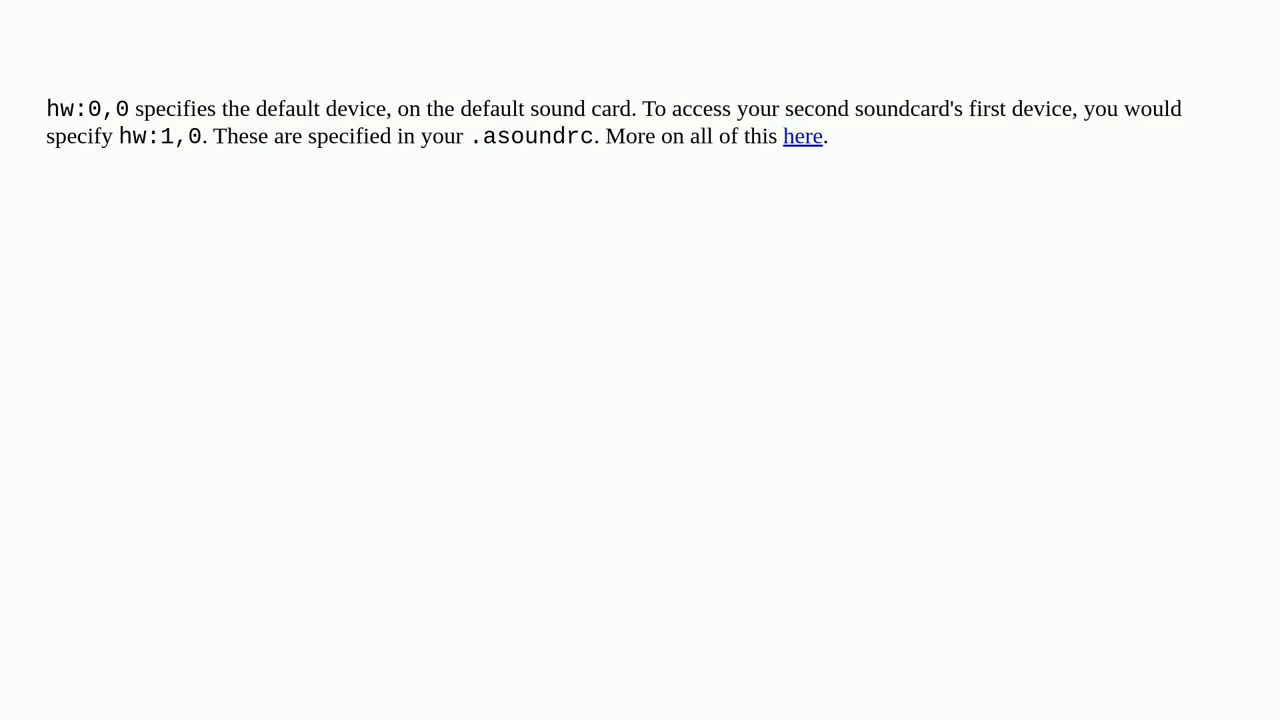 hw:0,0 specifies the default device, on the default sound card. To access your second soundcard's first device, you would
specify hw:1,0. These are specified in your .asoundrc. More on all of this here.